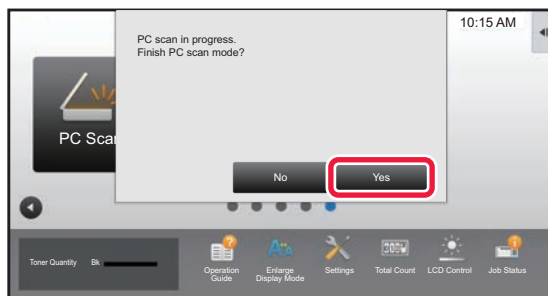 10:15 AM
PC scan in progress.
Finish PC scan mode?
PC Scan
No
Yes
Toner Quantity
Bk
Operation
Guide
Enlarge
Display Mode
Settings
Total Count
LCD Control
Job Status